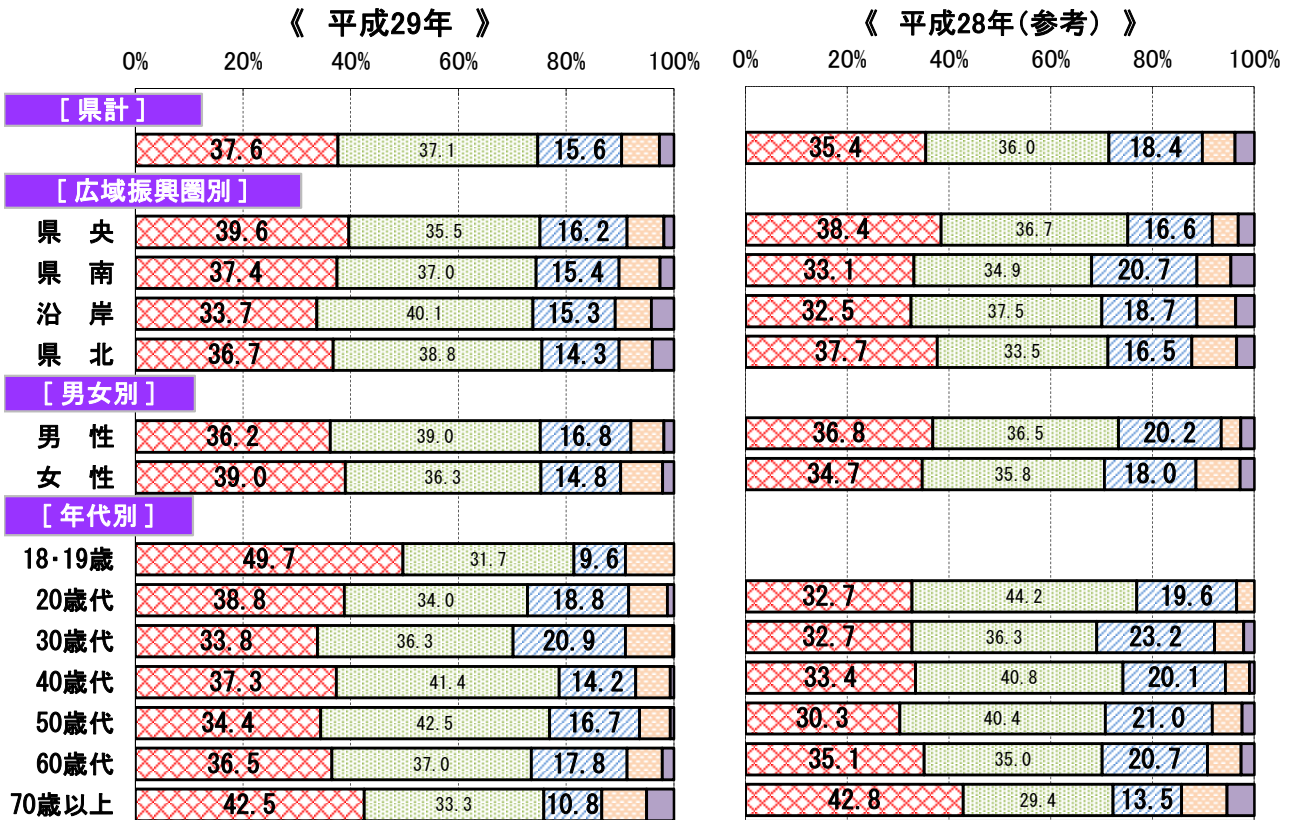 《 平成29年 》 《 平成28年(参考) 》
0% 20% 40% 60% 80% 100% 0% 20% 40% 60% 80% 100%
[ 県計 ]
37.6 37.1 15.6 35.4 36.0 18.4
[ 広域振興圏別 ]
県 央 39.6 35.5 16.2 38.4 36.7 16.6
県 南 37.4 37.0 15.4 33.1 34.9 20.7
沿 岸 33.7 40.1 15.3 32.5 37.5 18.7
県 北 36.7 38.8 14.3 37.7 33.5 16.5
[ 男女別 ]
男 性 36.2 39.0 16.8 36.8 36.5 20.2
女 性 39.0 36.3 14.8 34.7 35.8 18.0
[ 年代別 ]
18・19歳 49.7 31.7 9.6
20歳代 38.8 34.0 18.8 32.7 44.2 19.6
30歳代 33.8 36.3 20.9 32.7 36.3 23.2
40歳代 37.3 41.4 14.2 33.4 40.8 20.1
50歳代 34.4 42.5 16.7 30.3 40.4 21.0
60歳代 36.5 37.0 17.8 35.1 35.0 20.7
70歳以上 42.5 33.3 10.8 42.8 29.4 13.5